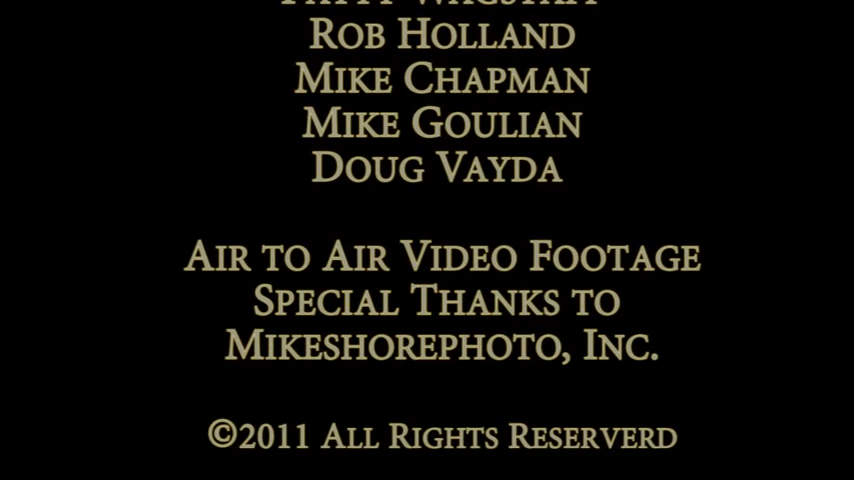 ROB HOLLAND
MIKE CHAPMAN
MIKE GOULIAN
DOUG VAYDA
AIR TO AIR VIDEO FOOTAGE
SPECIAL THANKS TO
MIKESHOREPHOTO, INC.
©2011 ALL RIGHTS RESERVERD